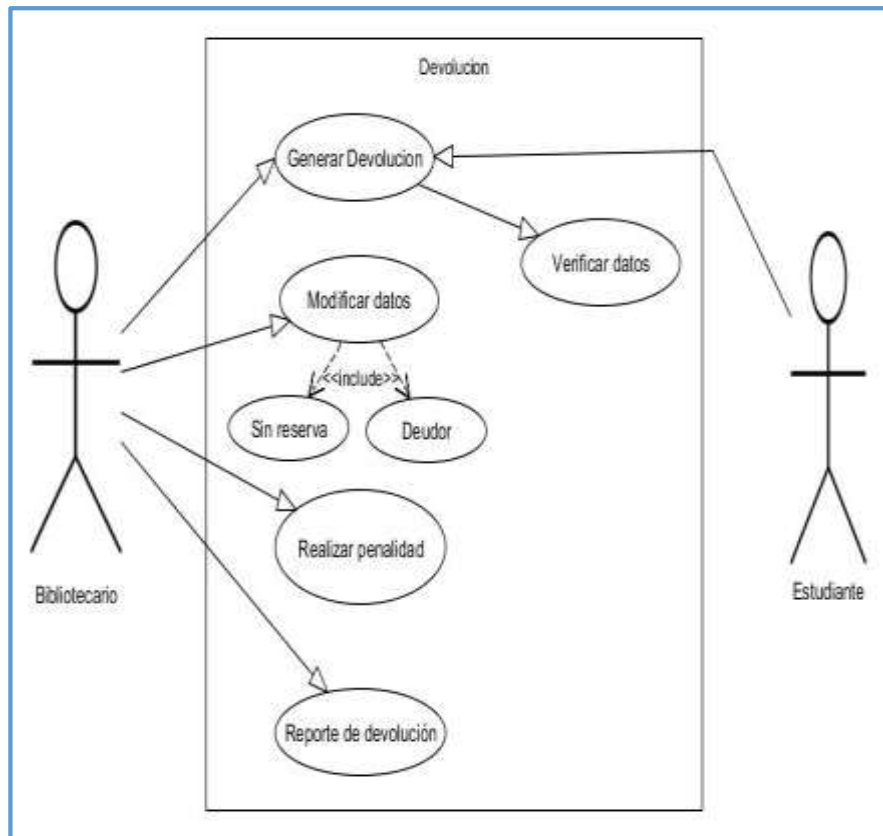 Devolucion
Generar Devolucion
Verificar datos
Modificar datos
<<include>>
Sin reserva
Deudor
Realizar penalidad
Bibliotecario
Estudiante
Reporte de devolución